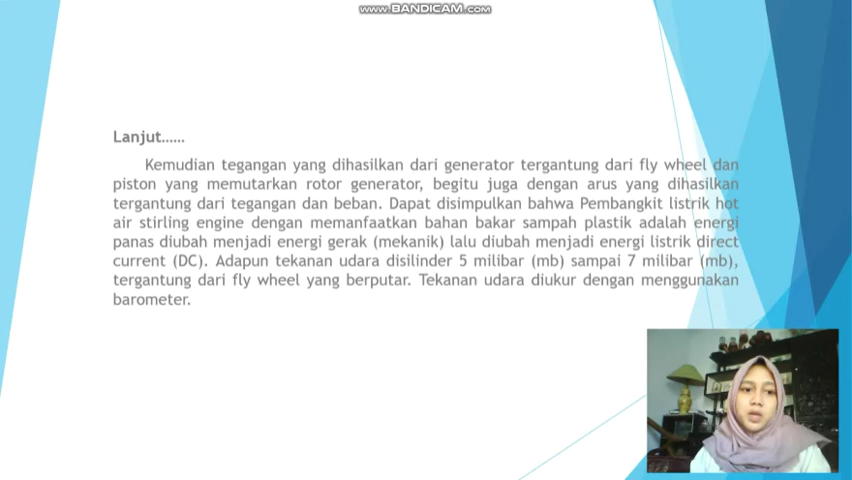 www.BANDICAM.com
Lanjut......
Kemudian tegangan yang dihasilkan dari generator tergantung dari fly wheel dan
piston yang memutarkan rotor generator, begitu juga dengan arus yang dihasilkan
tergantung dari tegangan dan beban. Dapat disimpulkan bahwa Pembangkit listrik hot
air stirling engine dengan memanfaatkan bahan bakar sampah plastik adalah energi
panas diubah menjadi energi gerak (mekanik) lalu diubah menjadi energi listrik direct
current (DC). Adapun tekanan udara disilinder 5 milibar (mb) sampai 7 milibar (mb),
tergantung dari fly wheel yang berputar. Tekanan udara diukur dengan menggunakan
barometer.